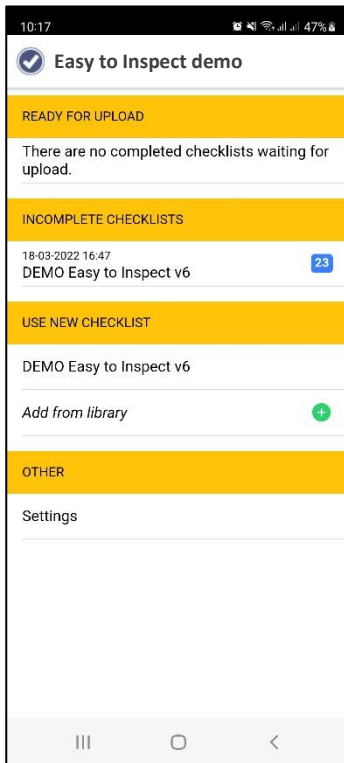 10:17
47%
Easy to Inspect demo
READY FOR UPLOAD
There are no completed checklists waiting for
upload.
INCOMPLETE CHECKLISTS
18-03-2022 16:47
DEMO Easy to Inspect v6
23
USE NEW CHECKLIST
DEMO Easy to Inspect v6
Add from library
OTHER
Settings